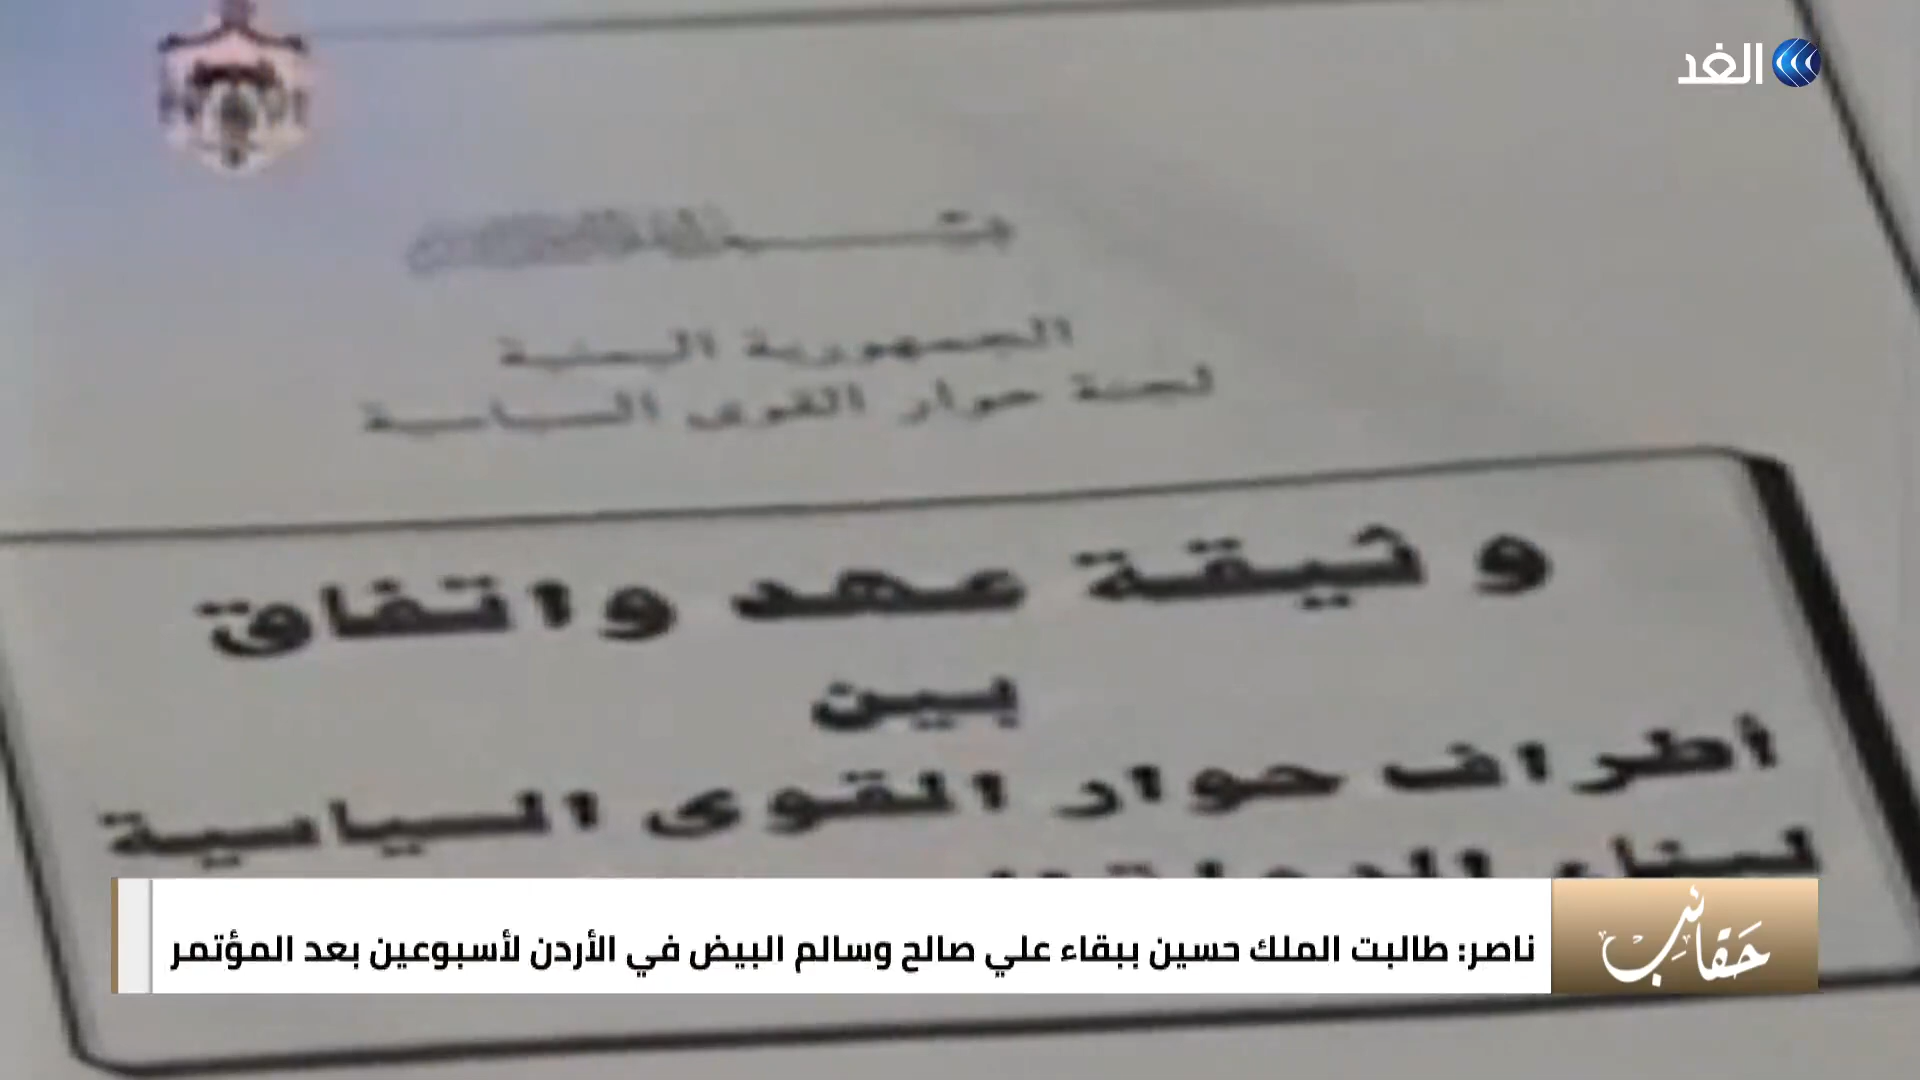 الغد
الجمهورية اليمنية
لجنة حوار القوى السياسية
وثيقة عهد واتفاق
بين
أطراف حوار القوى السياسية
لبناء
حقائب
ناصر: طالبت الملك حسين ببقاء علي صالح وسالم البيض في الأردن لأسبوعين بعد المؤتمر